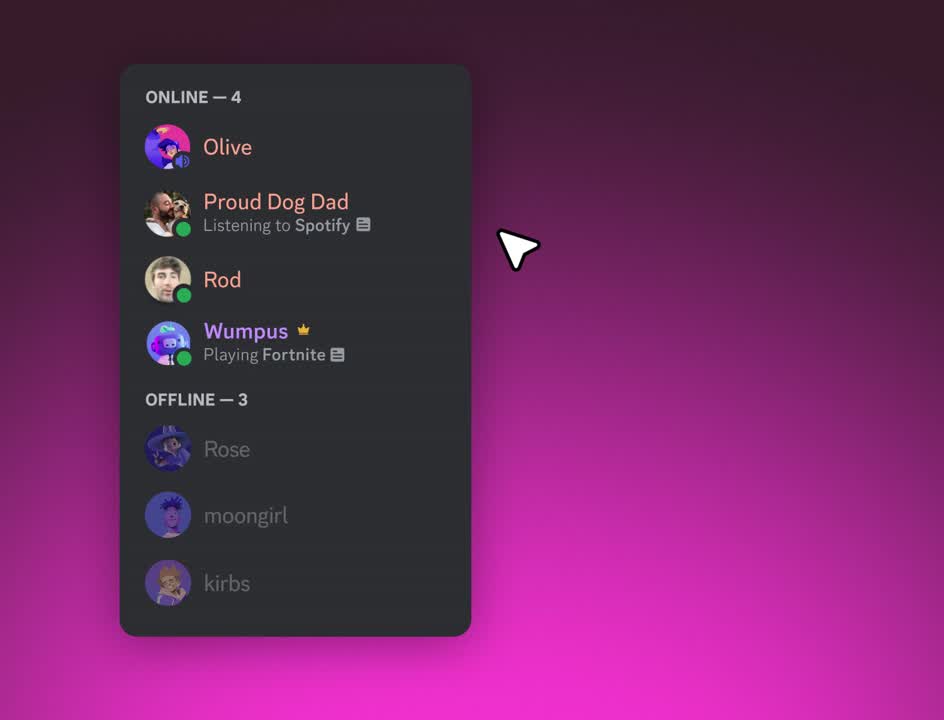 ONLINE — 4
Olive
Proud Dog Dad
Listening to Spotify
Rod
Wumpus
Playing Fortnite
OFFLINE — 3
Rose
moongirl
kirbs